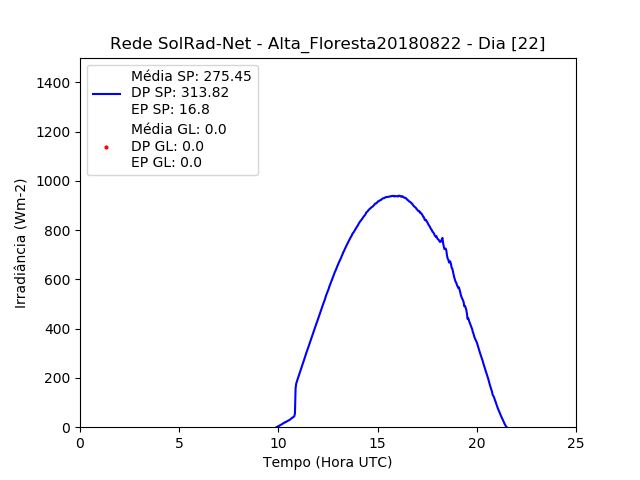 Rede SolRad-Net - Alta_Floresta20180822 - Dia [22]
Média SP: 275.45
DP SP: 313.82
EP SP: 16.8
Média GL: 0.0
DP GL: 0.0
EP GL: 0.0
Irradiância (Wm-2)
1400
1200
1000
800
600
400
200
0
0 5 10 15 20 25
Tempo (Hora UTC)